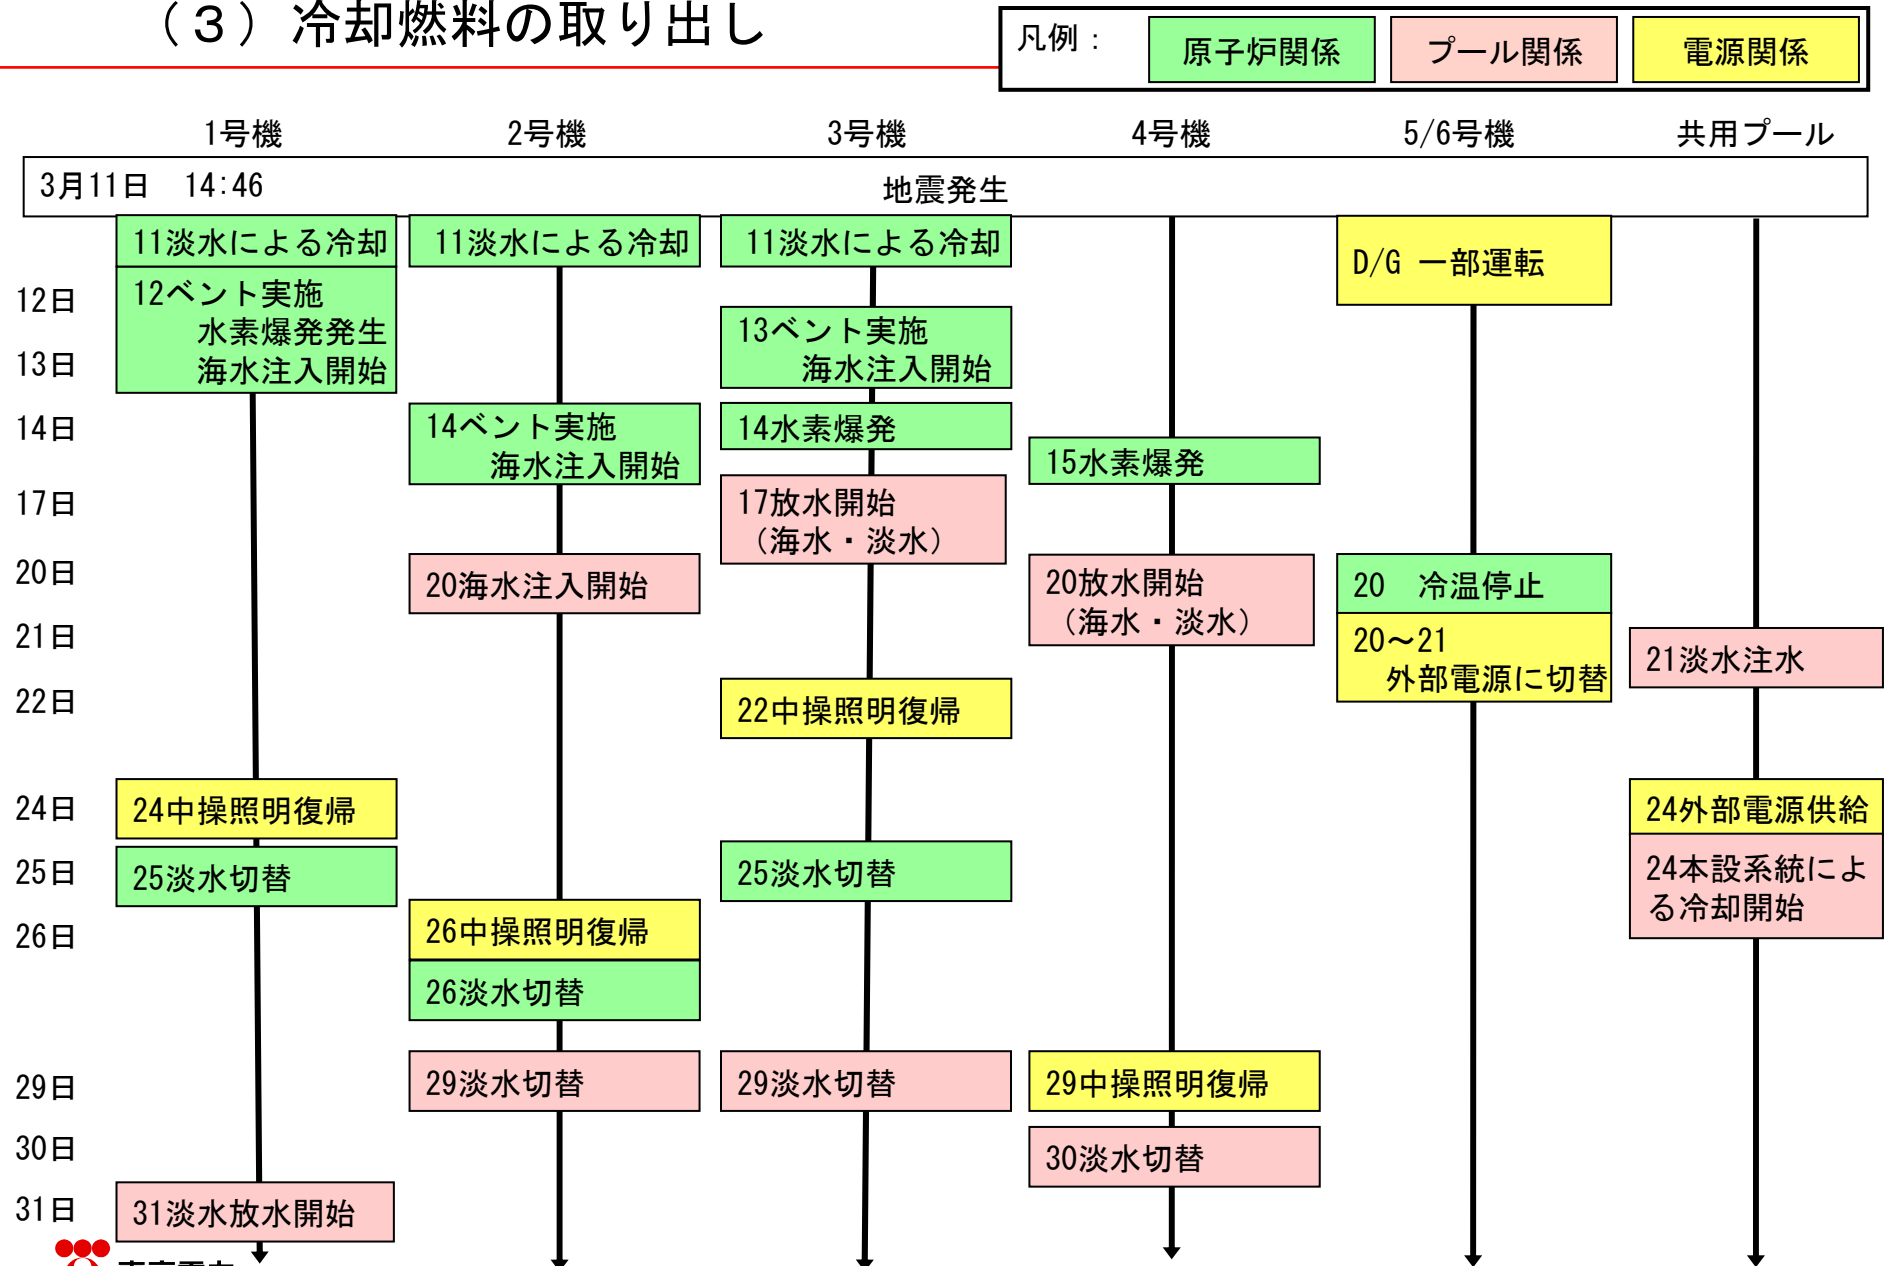 （３）冷却燃料の取り出し
凡例：
原子炉関係
プール関係
電源関係
1号機
2号機
3号機
4号機
5/6号機
共用プール
3月11日　14:46
地震発生
11淡水による冷却
11淡水による冷却
11淡水による冷却
D/G 一部運転
12日
12ベント実施
水素爆発発生
海水注入開始
13ベント実施
海水注入開始
13日
14日
14ベント実施
海水注入開始
14水素爆発
15水素爆発
17日
17放水開始
（海水・淡水）
20日
20海水注入開始
20放水開始
（海水・淡水）
20　冷温停止
21日
20～21
外部電源に切替
21淡水注水
22日
22中操照明復帰
24日
24中操照明復帰
24外部電源供給
25日
25淡水切替
25淡水切替
24本設系統によ
る冷却開始
26日
26中操照明復帰
26淡水切替
29日
29淡水切替
29淡水切替
29中操照明復帰
30日
30淡水切替
31日
31淡水放水開始
東京電力